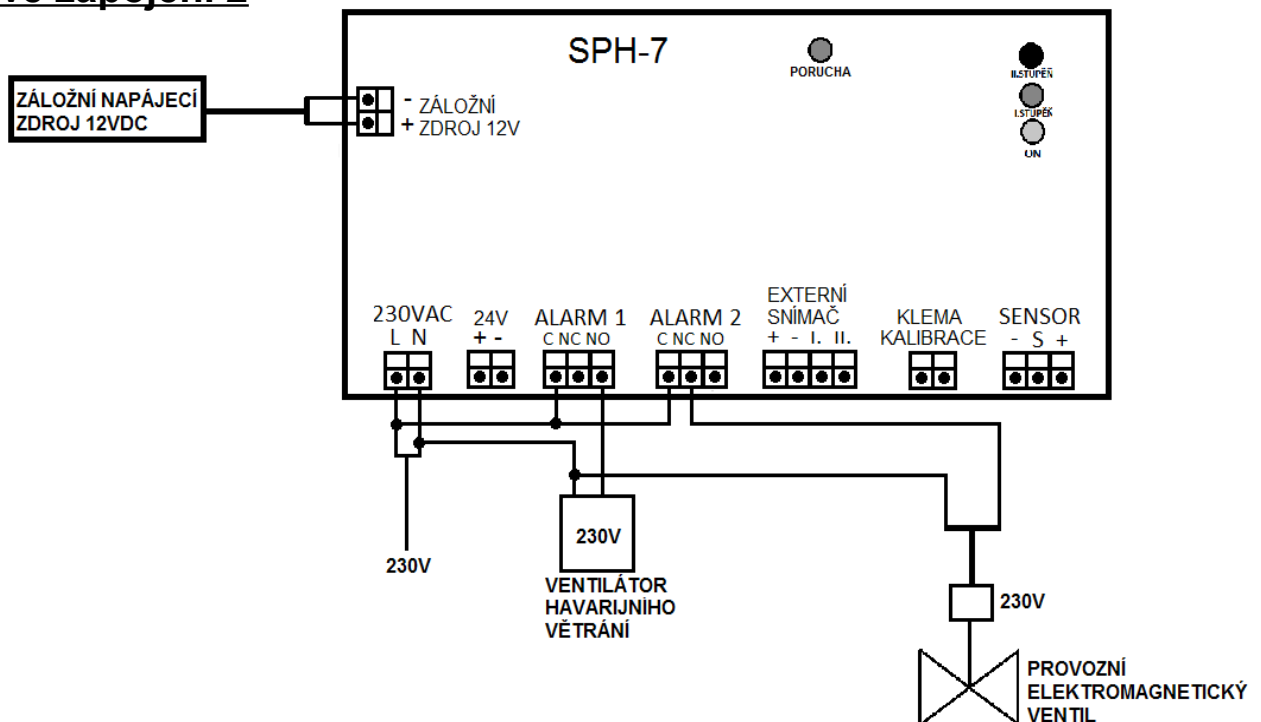 zapojení 2
SPH-7
PORUCHA
II.STUPĚŇ
I.STUPĚŇ
ON
ZÁLOŽNÍ NAPÁJECÍ
ZDROJ 12VDC
- ZÁLOŽNÍ
+ ZDROJ 12V
230VAC
L N
24V
+ -
ALARM 1
C NC NO
ALARM 2
C NC NO
EXTERNÍ
SNÍMAČ
+ - I. II.
KLEMA
KALIBRACE
SENSOR
- S +
230V
230V
VENTILÁTOR
HAVARIJNÍHO
VĚTRÁNÍ
230V
PROVOZNÍ
ELEKTROMAGNETICKÝ
VENTIL